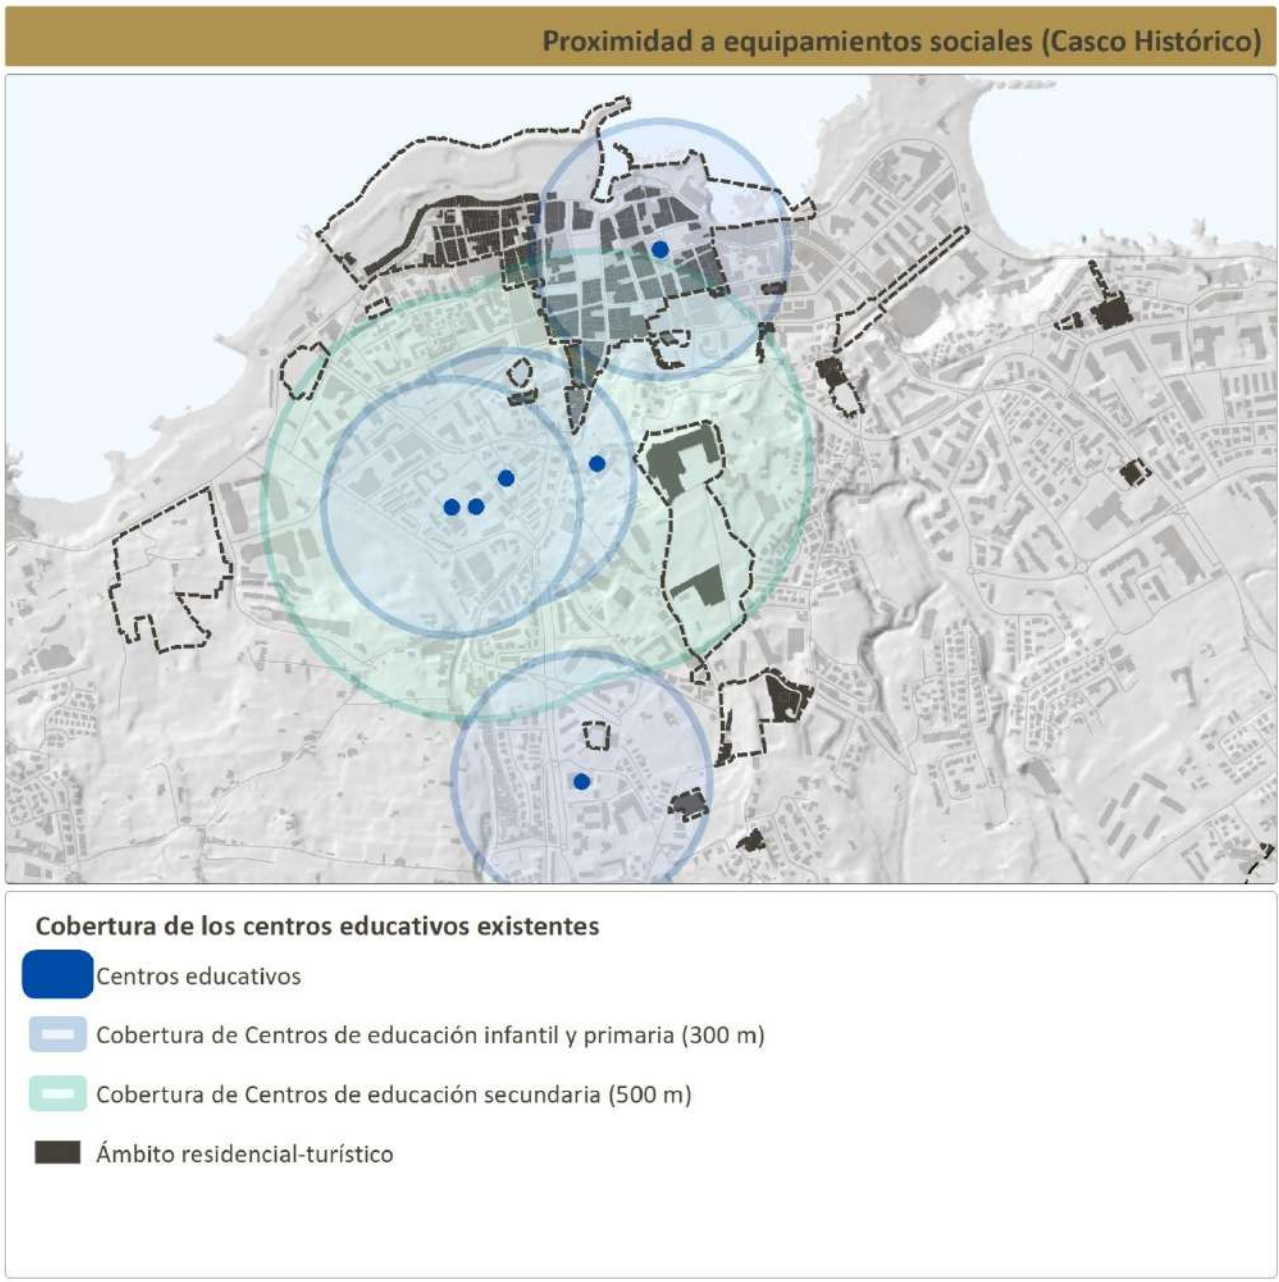 Proximidad a equipamientos sociales (Casco Histórico)
Cobertura de los centros educativos existentes
Centros educativos
Cobertura de Centros de educación infantil y primaria (300 m)
Cobertura de Centros de educación secundaria (500 m)
Ámbito residencial-turístico